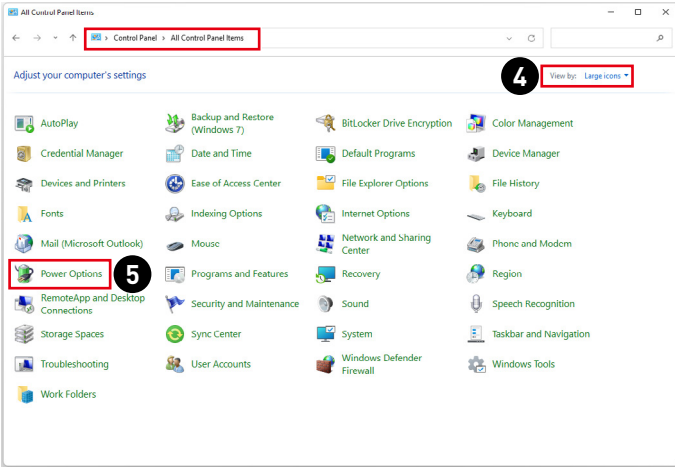 All Control Panel Items
Control Panel > All Control Panel Items
Adjust your computer's settings
4
View by: Large icons
AutoPlay
Backup and Restore
(Windows 7)
BitLocker Drive Encryption
Color Management
Credential Manager
Date and Time
Default Programs
Device Manager
Devices and Printers
Ease of Access Center
File Explorer Options
File History
Fonts
Indexing Options
Internet Options
Keyboard
Mail (Microsoft Outlook)
Mouse
Network and Sharing
Center
Phone and Modem
Power Options
5
Programs and Features
Recovery
Region
RemoteApp and Desktop
Connections
Security and Maintenance
Sound
Speech Recognition
Storage Spaces
Sync Center
System
Taskbar and Navigation
Troubleshooting
User Accounts
Windows Defender
Firewall
Windows Tools
Work Folders